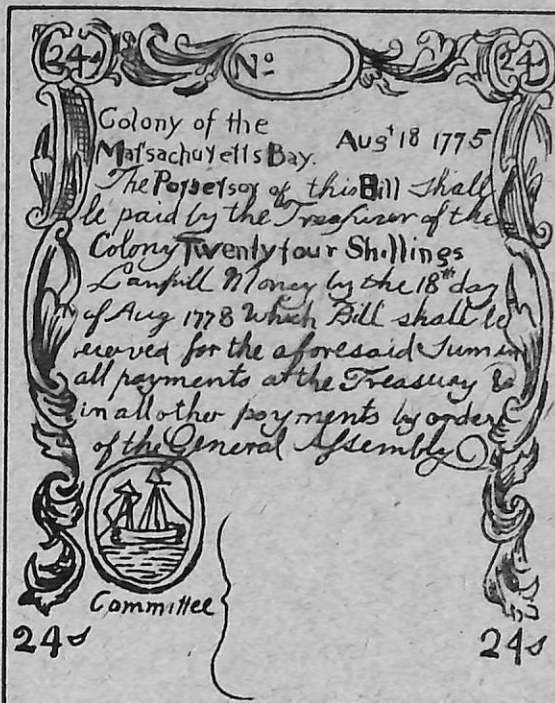 24s No 24s
Colony of the
Massachusetts Bay. Augt 18 1775
The Possessor of this Bill shall
be paid by the Treasurer of the
Colony Twenty four Shillings
Lawfull Money by the 18th day
of Aug 1778 Which Bill shall be
received for the aforesaid Sum in
all payments at the Treasury &
in all other payments by order
of the General Assembly
Committee
24s 24s